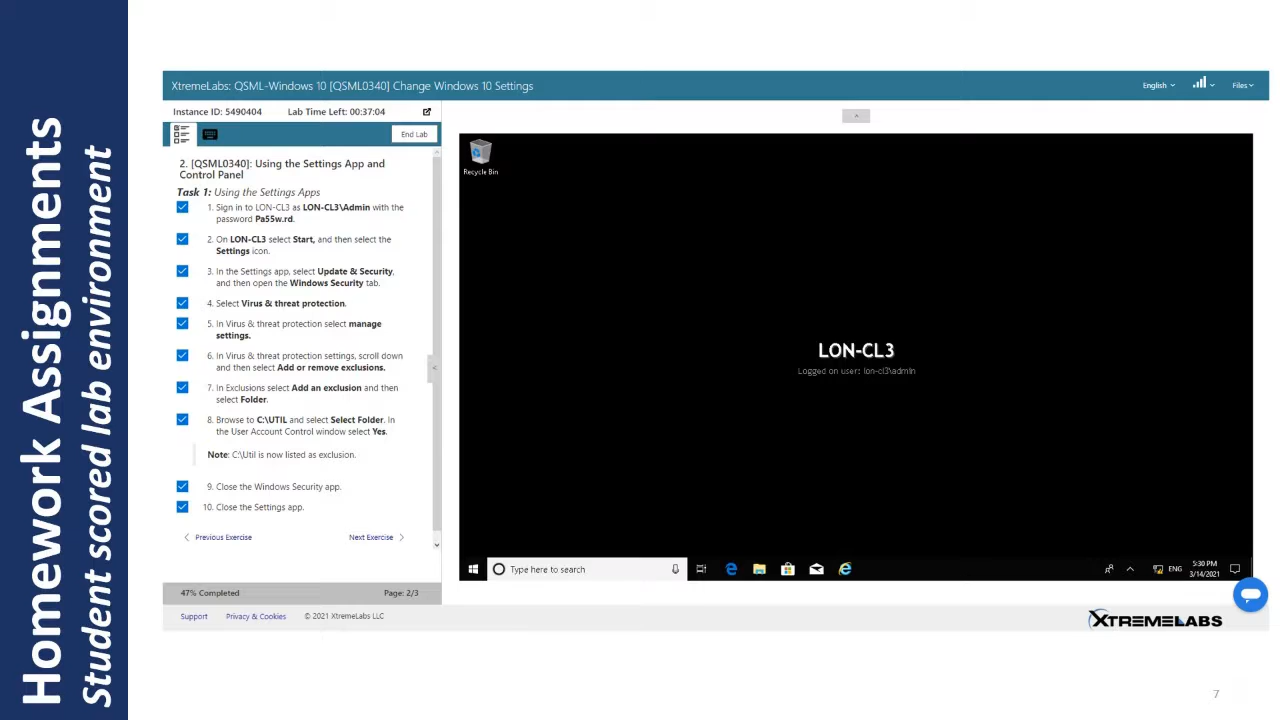 Homework Assignments
Student scored lab environment
XtremeLabs: QSML-Windows 10 [QSML0340] Change Windows 10 Settings
English
Files
Instance ID: 5490404
Lab Time Left: 00:37:04
End Lab
2. [QSML0340]: Using the Settings App and
Control Panel
Task 1: Using the Settings Apps
1. Sign in to LON-CL3 as LON-CL3\Admin with the
password Pa55w.rd.
2. On LON-CL3 select Start, and then select the
Settings icon.
3. In the Settings app, select Update & Security,
and then open the Windows Security tab.
4. Select Virus & threat protection.
5. In Virus & threat protection select manage
settings.
6. In Virus & threat protection settings, scroll down
and then select Add or remove exclusions.
7. In Exclusions select Add an exclusion and then
select Folder.
8. Browse to C:\UTIL and select Select Folder. In
the User Account Control window select Yes.
Note: C:\Util is now listed as exclusion.
9. Close the Windows Security app.
10. Close the Settings app.
Previous Exercise
Next Exercise
47% Completed
Page: 2/3
Support
Privacy & Cookies
© 2021 XtremeLabs LLC
Recycle Bin
LON-CL3
Logged on user: lon-cl3\admin
Type here to search
ENG
5:30 PM
3/14/2021
XTREMELABS
7